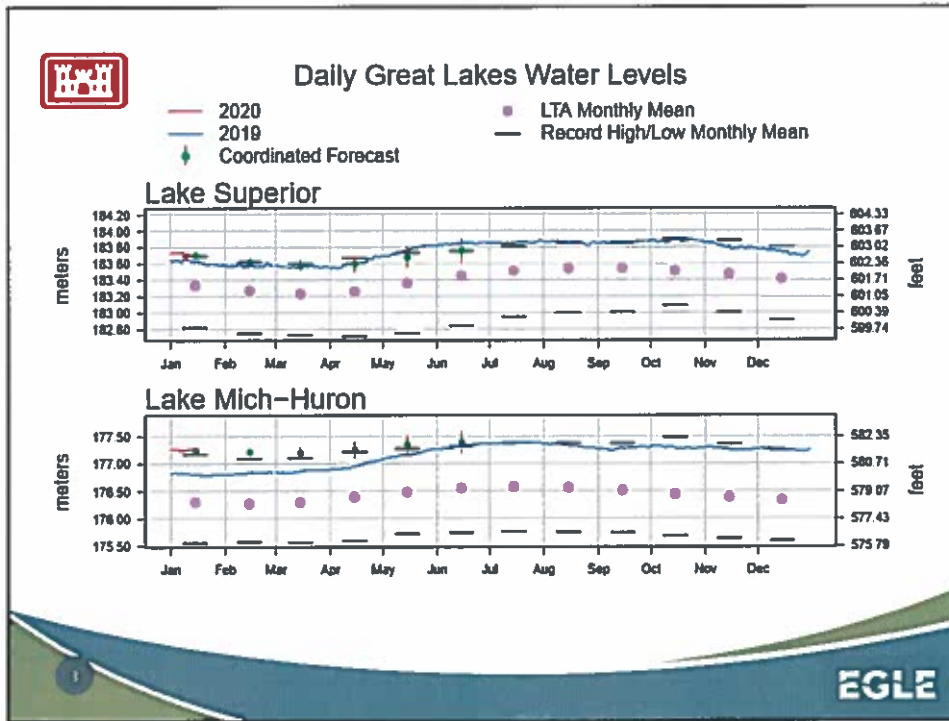 Daily Great Lakes Water Levels
2020
2019
Coordinated Forecast
LTA Monthly Mean
Record High/Low Monthly Mean
Lake Superior
meters
184.20
184.00
183.80
183.60
183.40
183.20
183.00
182.80
604.33
603.67
603.02
602.36
601.71
601.05
600.39
599.74
feet
Jan Feb Mar Apr May Jun Jul Aug Sep Oct Nov Dec
Lake Mich-Huron
meters
177.50
177.00
176.50
176.00
175.50
582.35
580.71
579.07
577.43
575.79
feet
Jan Feb Mar Apr May Jun Jul Aug Sep Oct Nov Dec
EGLE